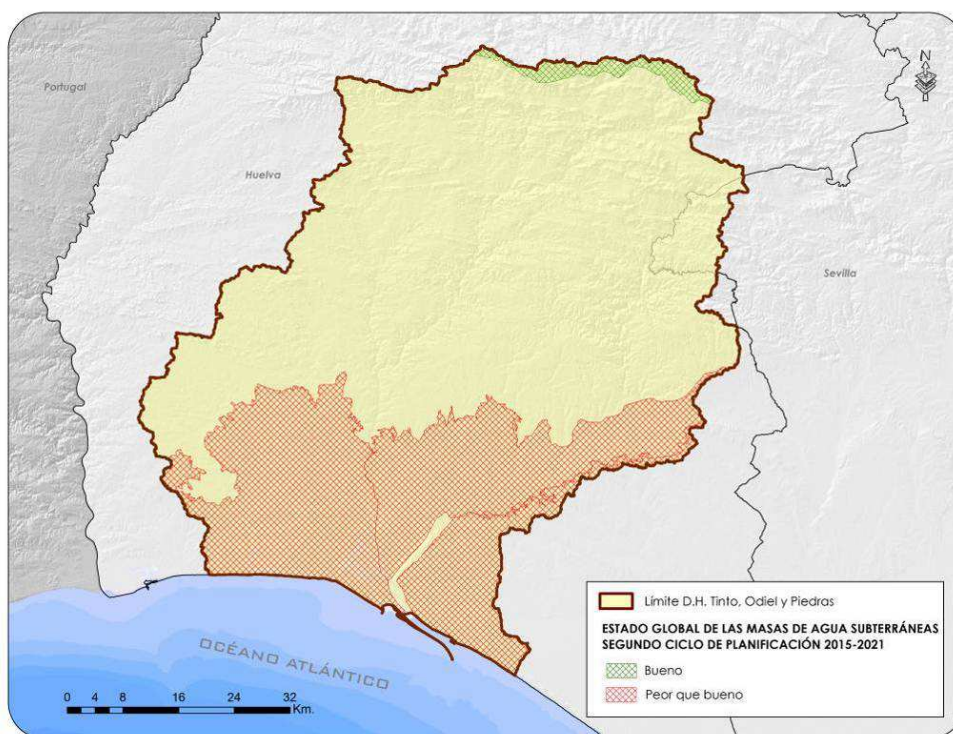 Portugal
N
Huelva
Sevilla
OCÉANO ATLÁNTICO
0 2 4 8 16 24 32
Km.
Límite D.H. Tinto, Odiel y Piedras
ESTADO GLOBAL DE LAS MASAS DE AGUA SUBTERRÁNEAS
SEGUNDO CICLO DE PLANIFICACIÓN 2015-2021
Bueno
Peor que bueno